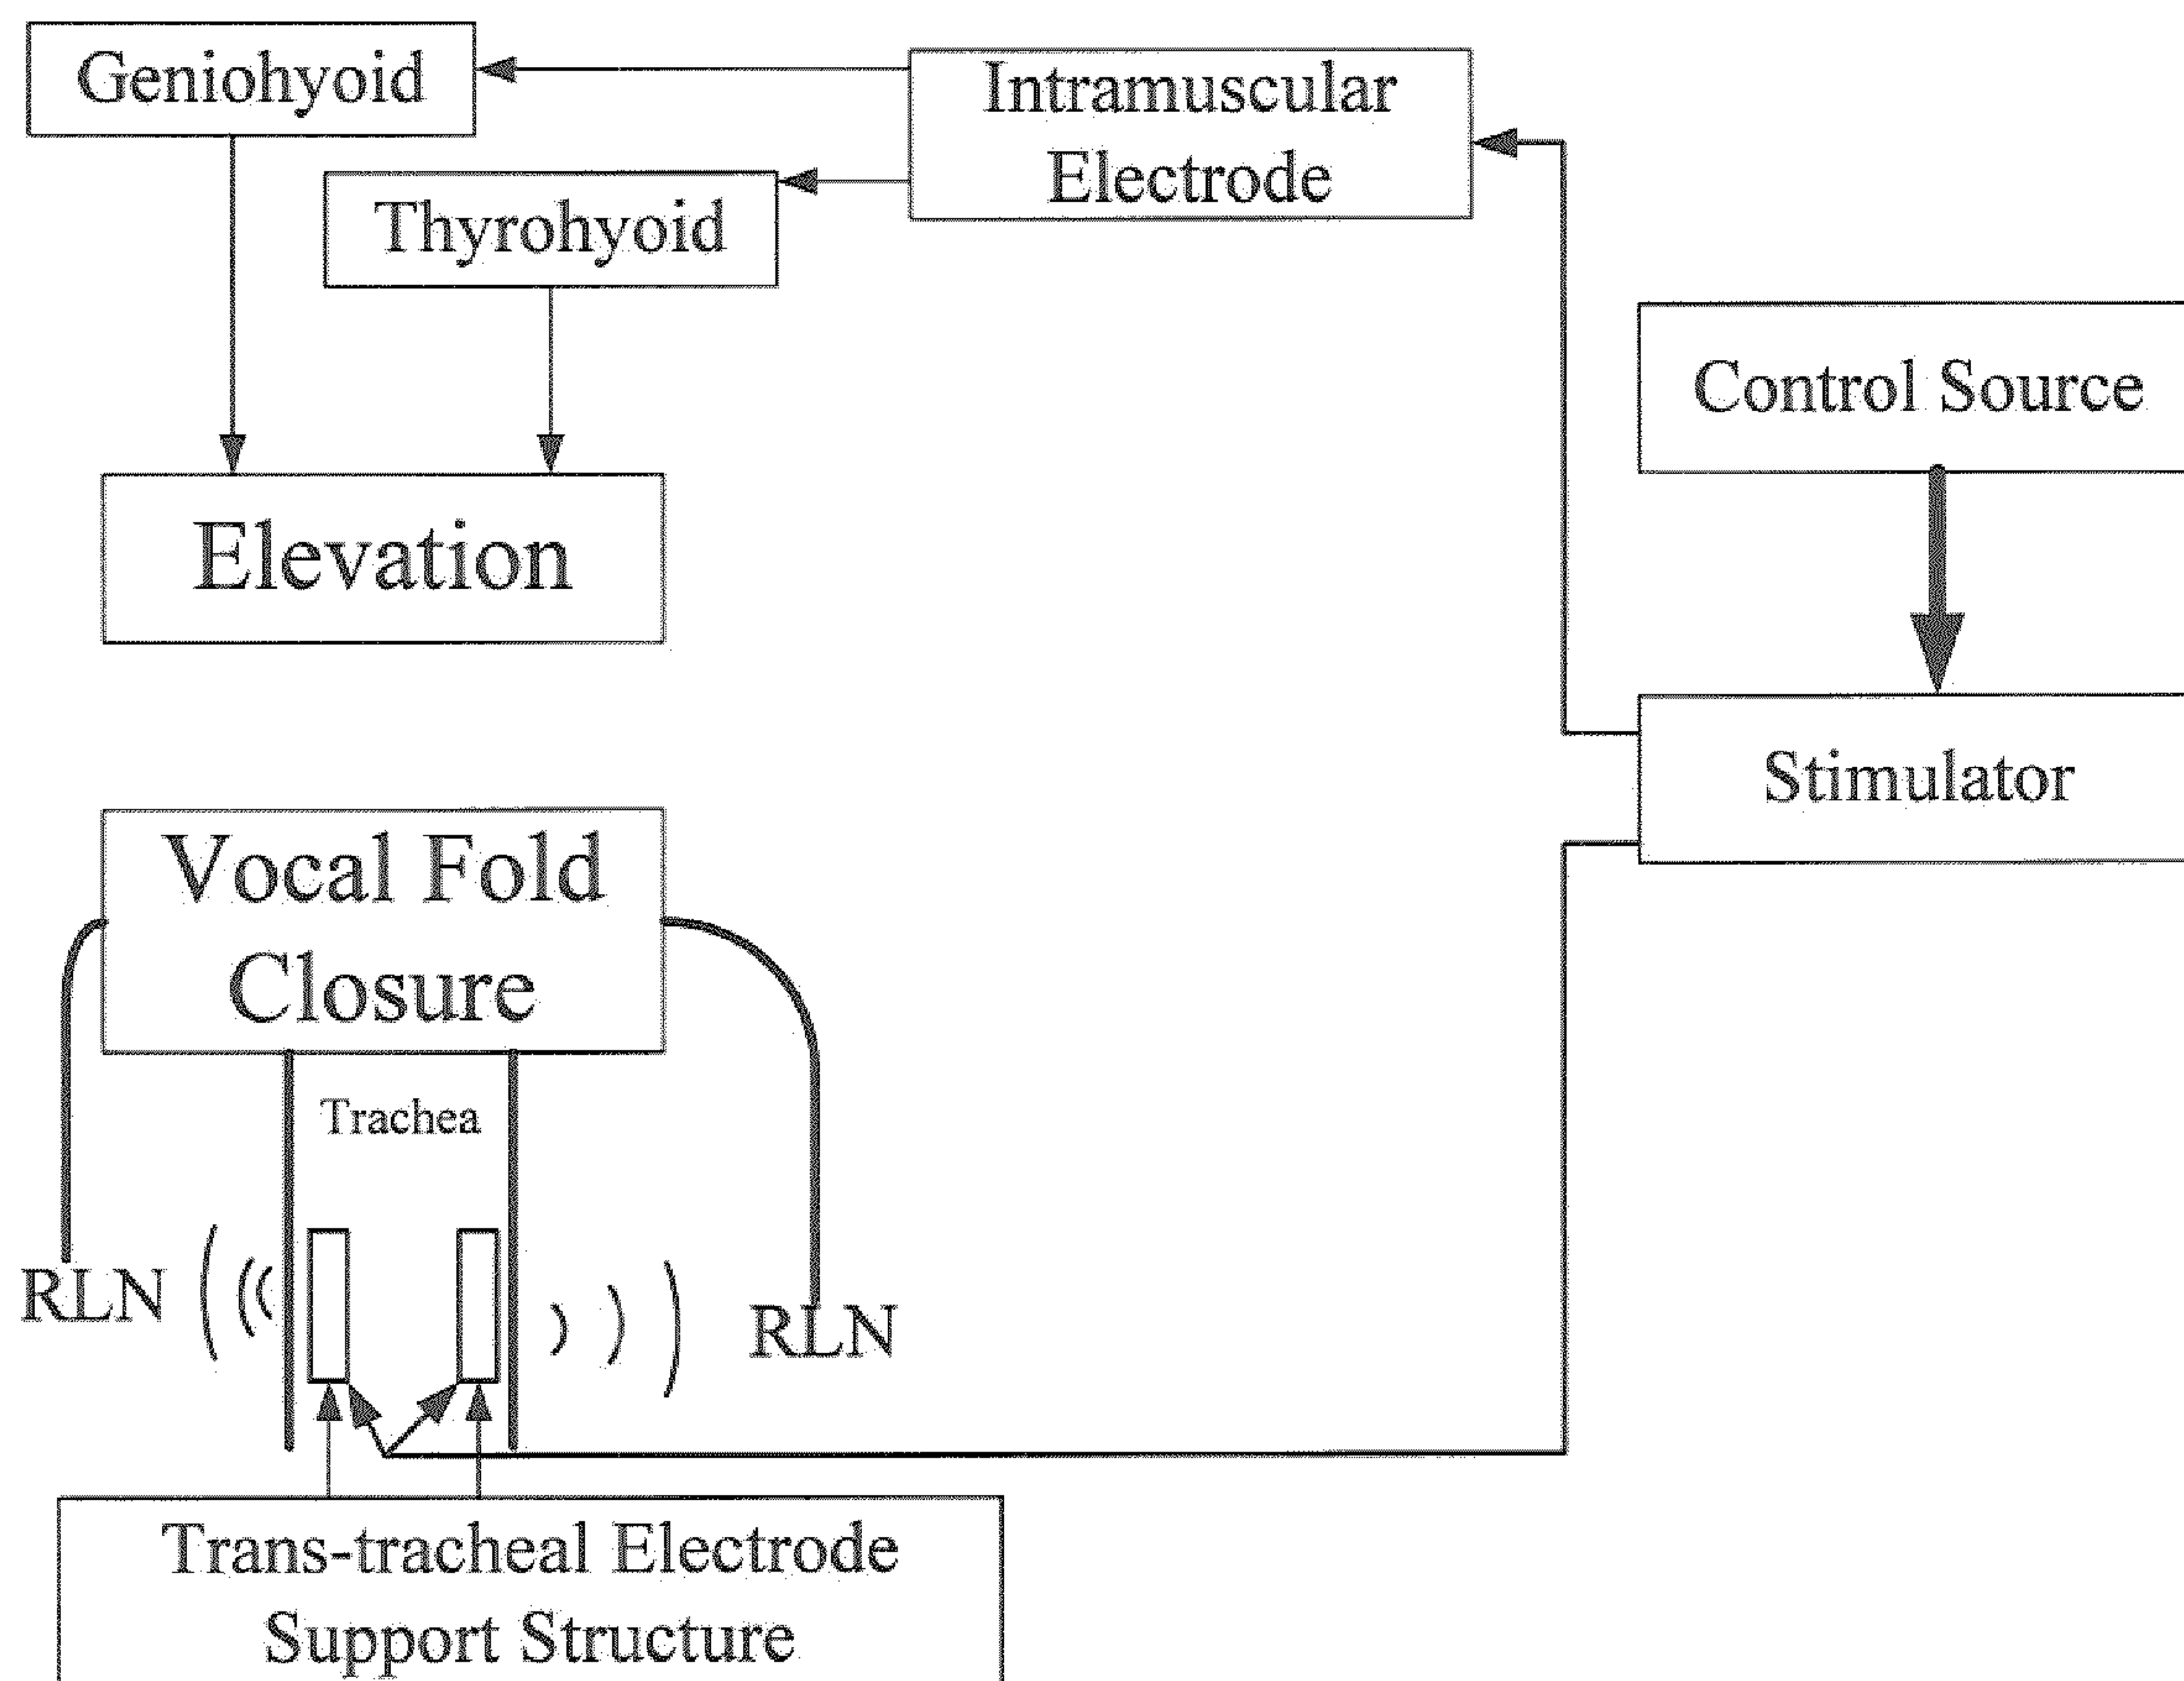 Geniohyoid
Intramuscular
Electrode
Thyrohyoid
Control Source
Elevation
Stimulator
Vocal Fold
Closure
Trachea
RLN
RLN
Trans-tracheal Electrode
Support Structure